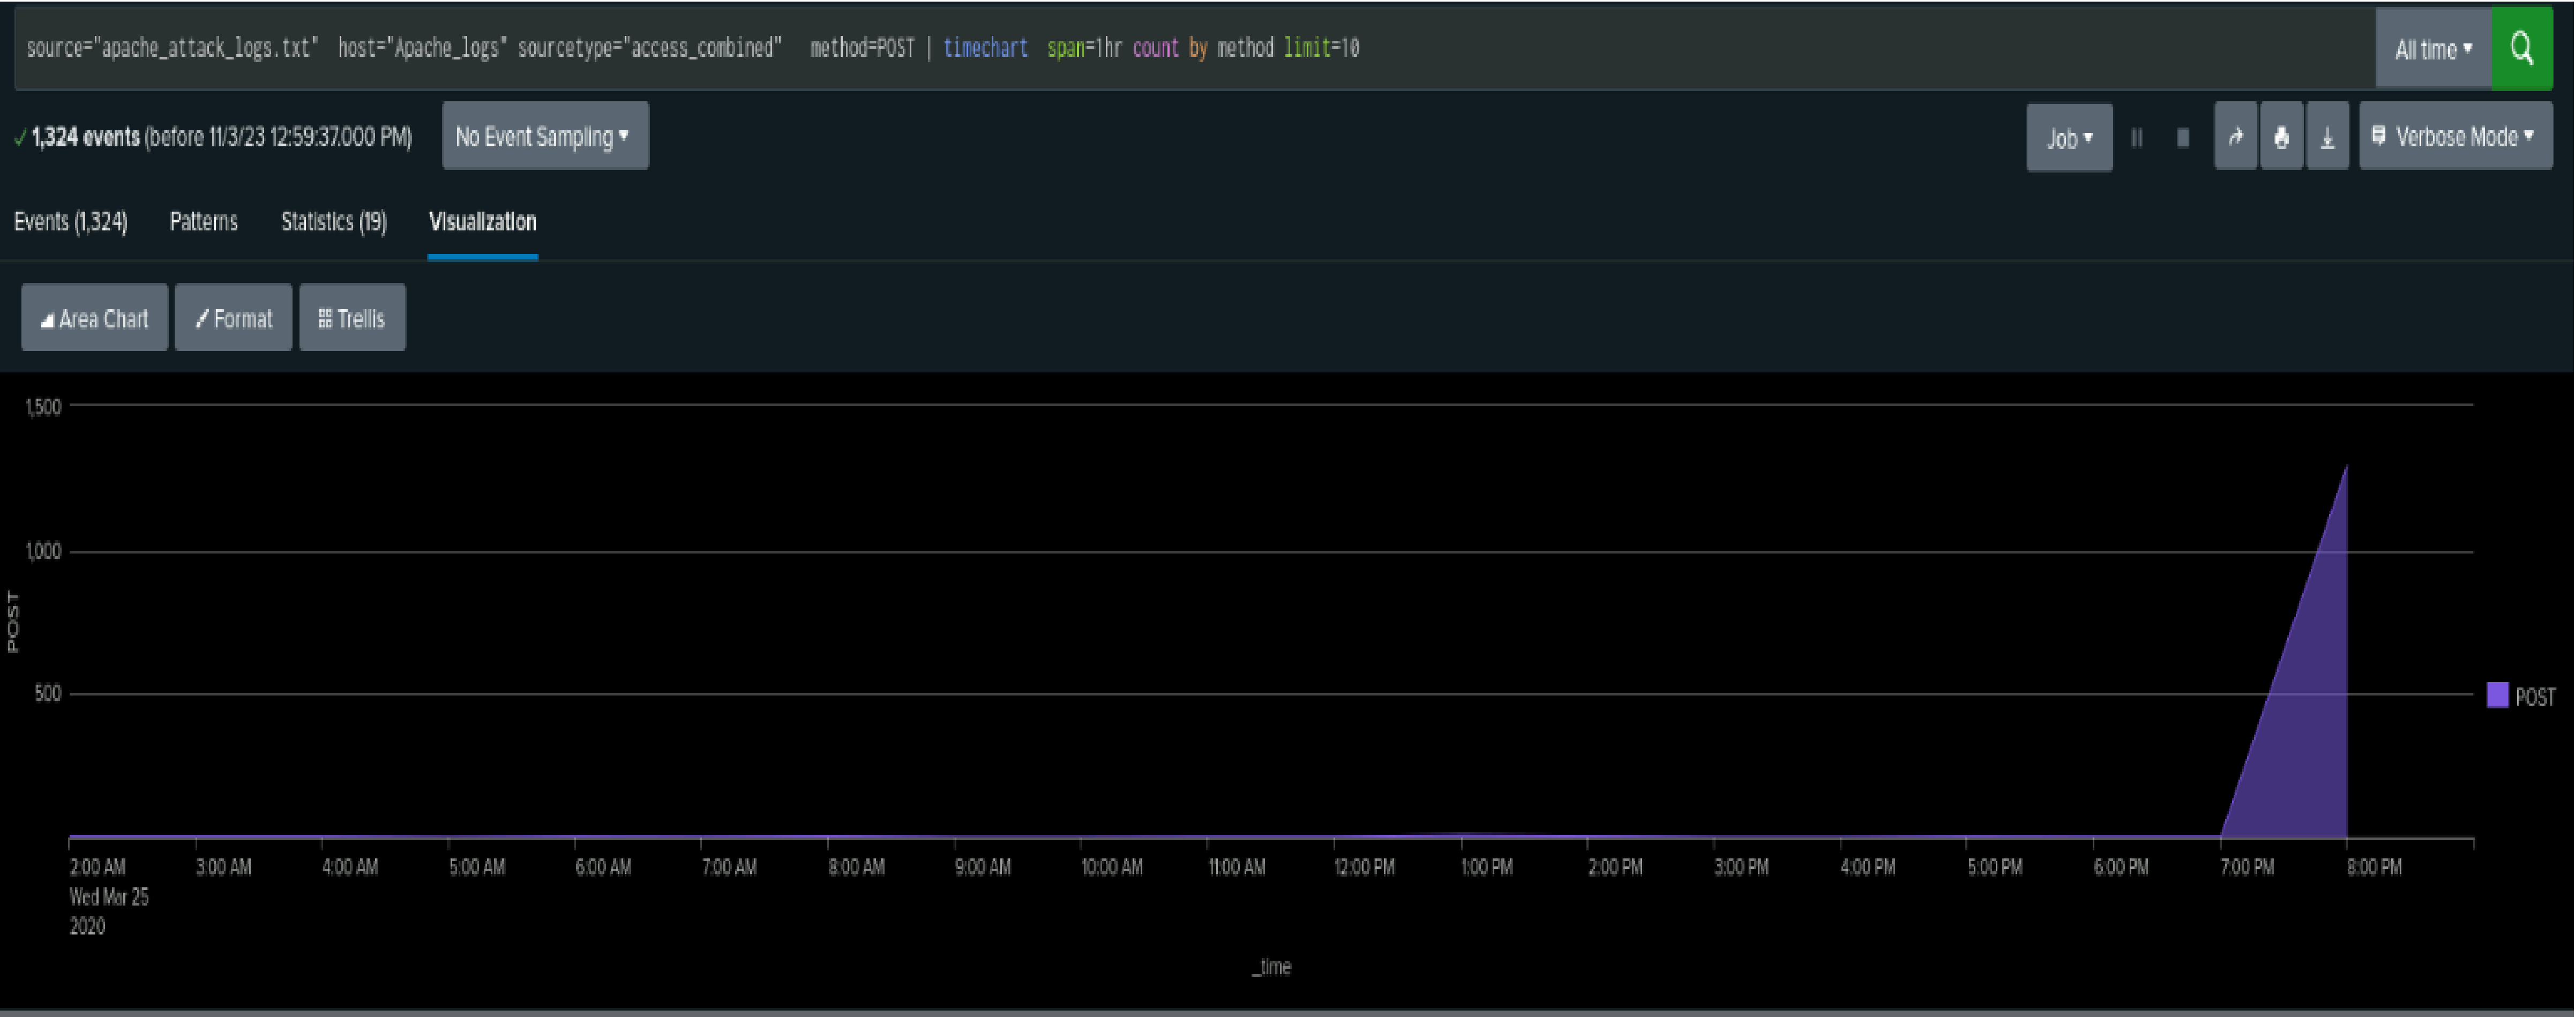 source="apache_attack_logs.txt" host="Apache_logs" sourcetype="access_combined" method=POST | timechart span=1hr count by method limit=10
All time
1,324 events (before 11/3/23 12:59:37.000 PM)
No Event Sampling
Job
Verbose Mode
Events (1,324) Patterns Statistics (19) Visualization
Area Chart Format Trellis
1,500
1,000
500
POST
POST
2:00 AM 3:00 AM 4:00 AM 5:00 AM 6:00 AM 7:00 AM 8:00 AM 9:00 AM 10:00 AM 11:00 AM 12:00 PM 1:00 PM 2:00 PM 3:00 PM 4:00 PM 5:00 PM 6:00 PM 7:00 PM 8:00 PM
Wed Mar 25
2020
_time